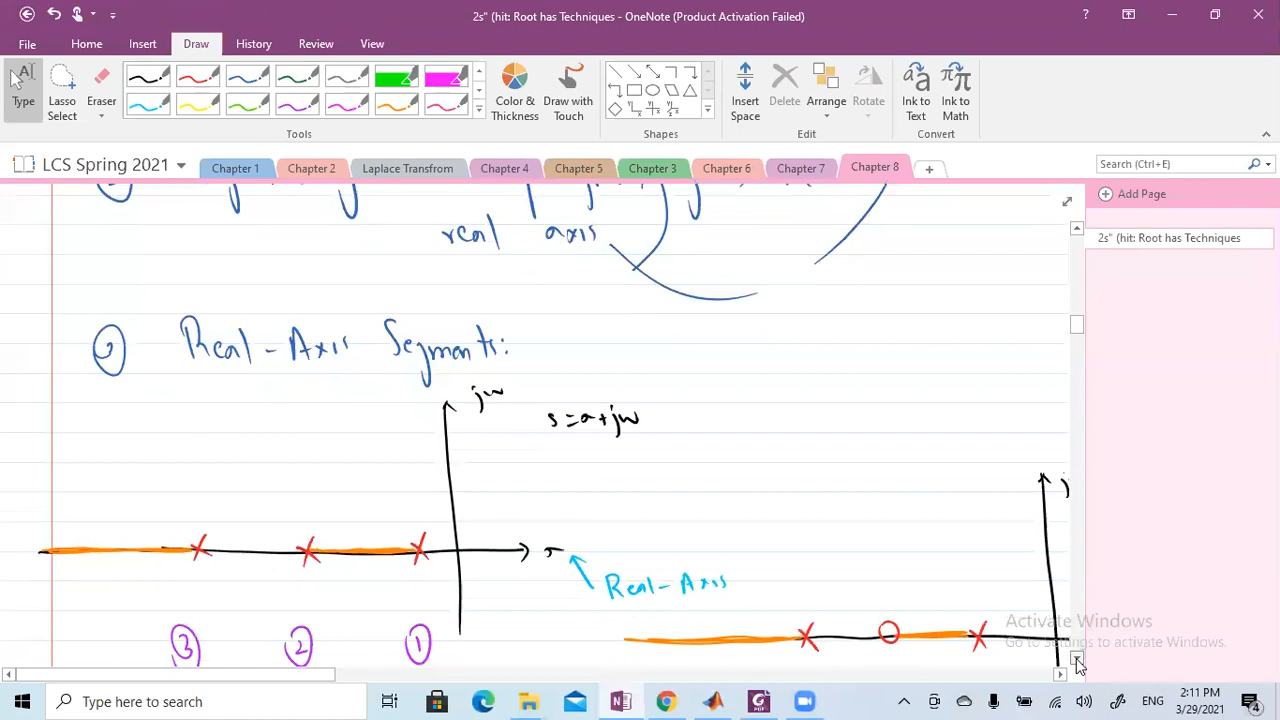 2s" (hit: Root has Techniques - OneNote (Product Activation Failed)
File Home Insert Draw History Review View
Type
Lasso Select
Eraser
Color & Thickness
Draw with Touch
Insert Space
Delete
Arrange
Rotate
Ink to Text
Ink to Math
Tools
Shapes
Edit
Convert
LCS Spring 2021
Chapter 1
Chapter 2
Laplace Transfrom
Chapter 4
Chapter 5
Chapter 3
Chapter 6
Chapter 7
Chapter 8
Search (Ctrl+E)
Add Page
2s" (hit: Root has Techniques
real axis
② Real-Axis Segments:
jw
s=σ+jw
σ
Real-Axis
③ ② ①
Activate Windows
Go to Settings to activate Windows.
Type here to search
2:11 PM
3/29/2021
4